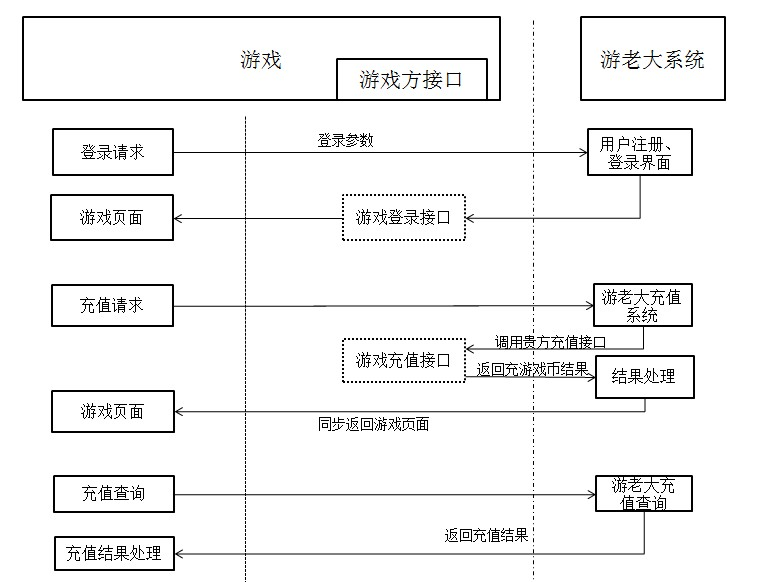 游戏
游戏方接口
游老大系统
登录请求
登录参数
用户注册、
登录界面
游戏页面
游戏登录接口
充值请求
游老大充值
系统
调用贵方充值接口
游戏充值接口
返回充游戏币结果
结果处理
游戏页面
同步返回游戏页面
充值查询
游老大充
值查询
返回充值结果
充值结果处理